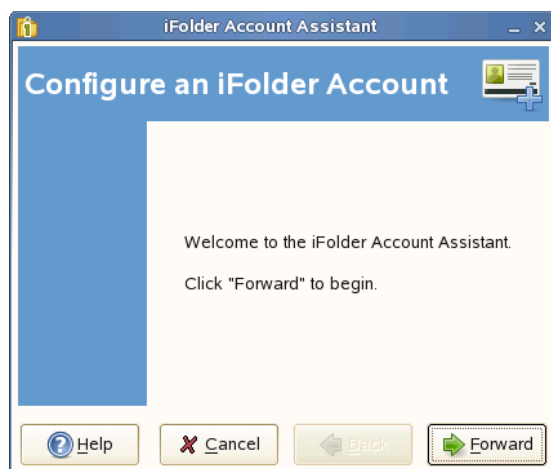 iFolder Account Assistant
Configure an iFolder Account
Welcome to the iFolder Account Assistant.
Click "Forward" to begin.
Help
Cancel
Back
Forward